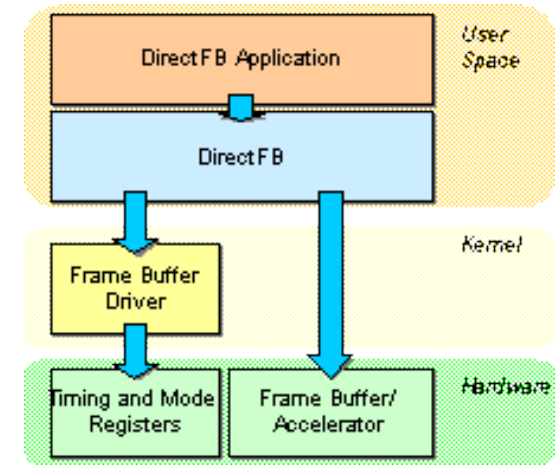 DirectFB Application
User
Space
DirectFB
Kernel
Frame Buffer
Driver
Hardware
Timing and Mode
Registers
Frame Buffer/
Accelerator